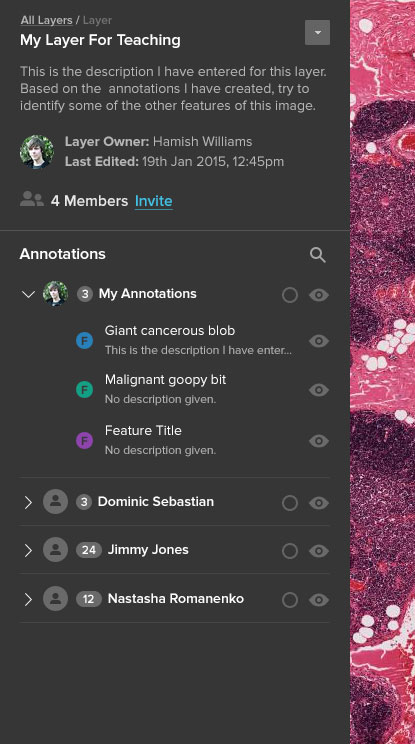 All Layers / Layer
My Layer For Teaching
This is the description I have entered for this layer.
Based on the annotations I have created, try to
identify some of the other features of this image.
Layer Owner: Hamish Williams
Last Edited: 19th Jan 2015, 12:45pm
4 Members Invite
Annotations
3 My Annotations
F Giant cancerous blob
This is the description I have enter...
F Malignant goopy bit
No description given.
F Feature Title
No description given.
3 Dominic Sebastian
24 Jimmy Jones
12 Nastasha Romanenko